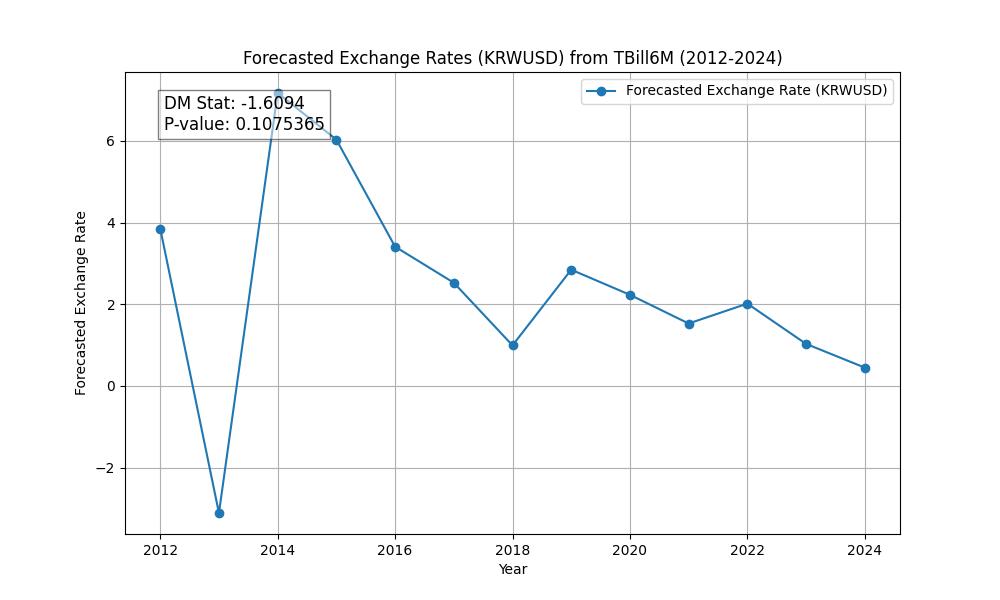 Forecasted Exchange Rates (KRWUSD) from TBill6M (2012-2024)
DM Stat: -1.6094
P-value: 0.1075365
Forecasted Exchange Rate (KRWUSD)
Forecasted Exchange Rate
6
4
2
0
−2
2012 2014 2016 2018 2020 2022 2024
Year